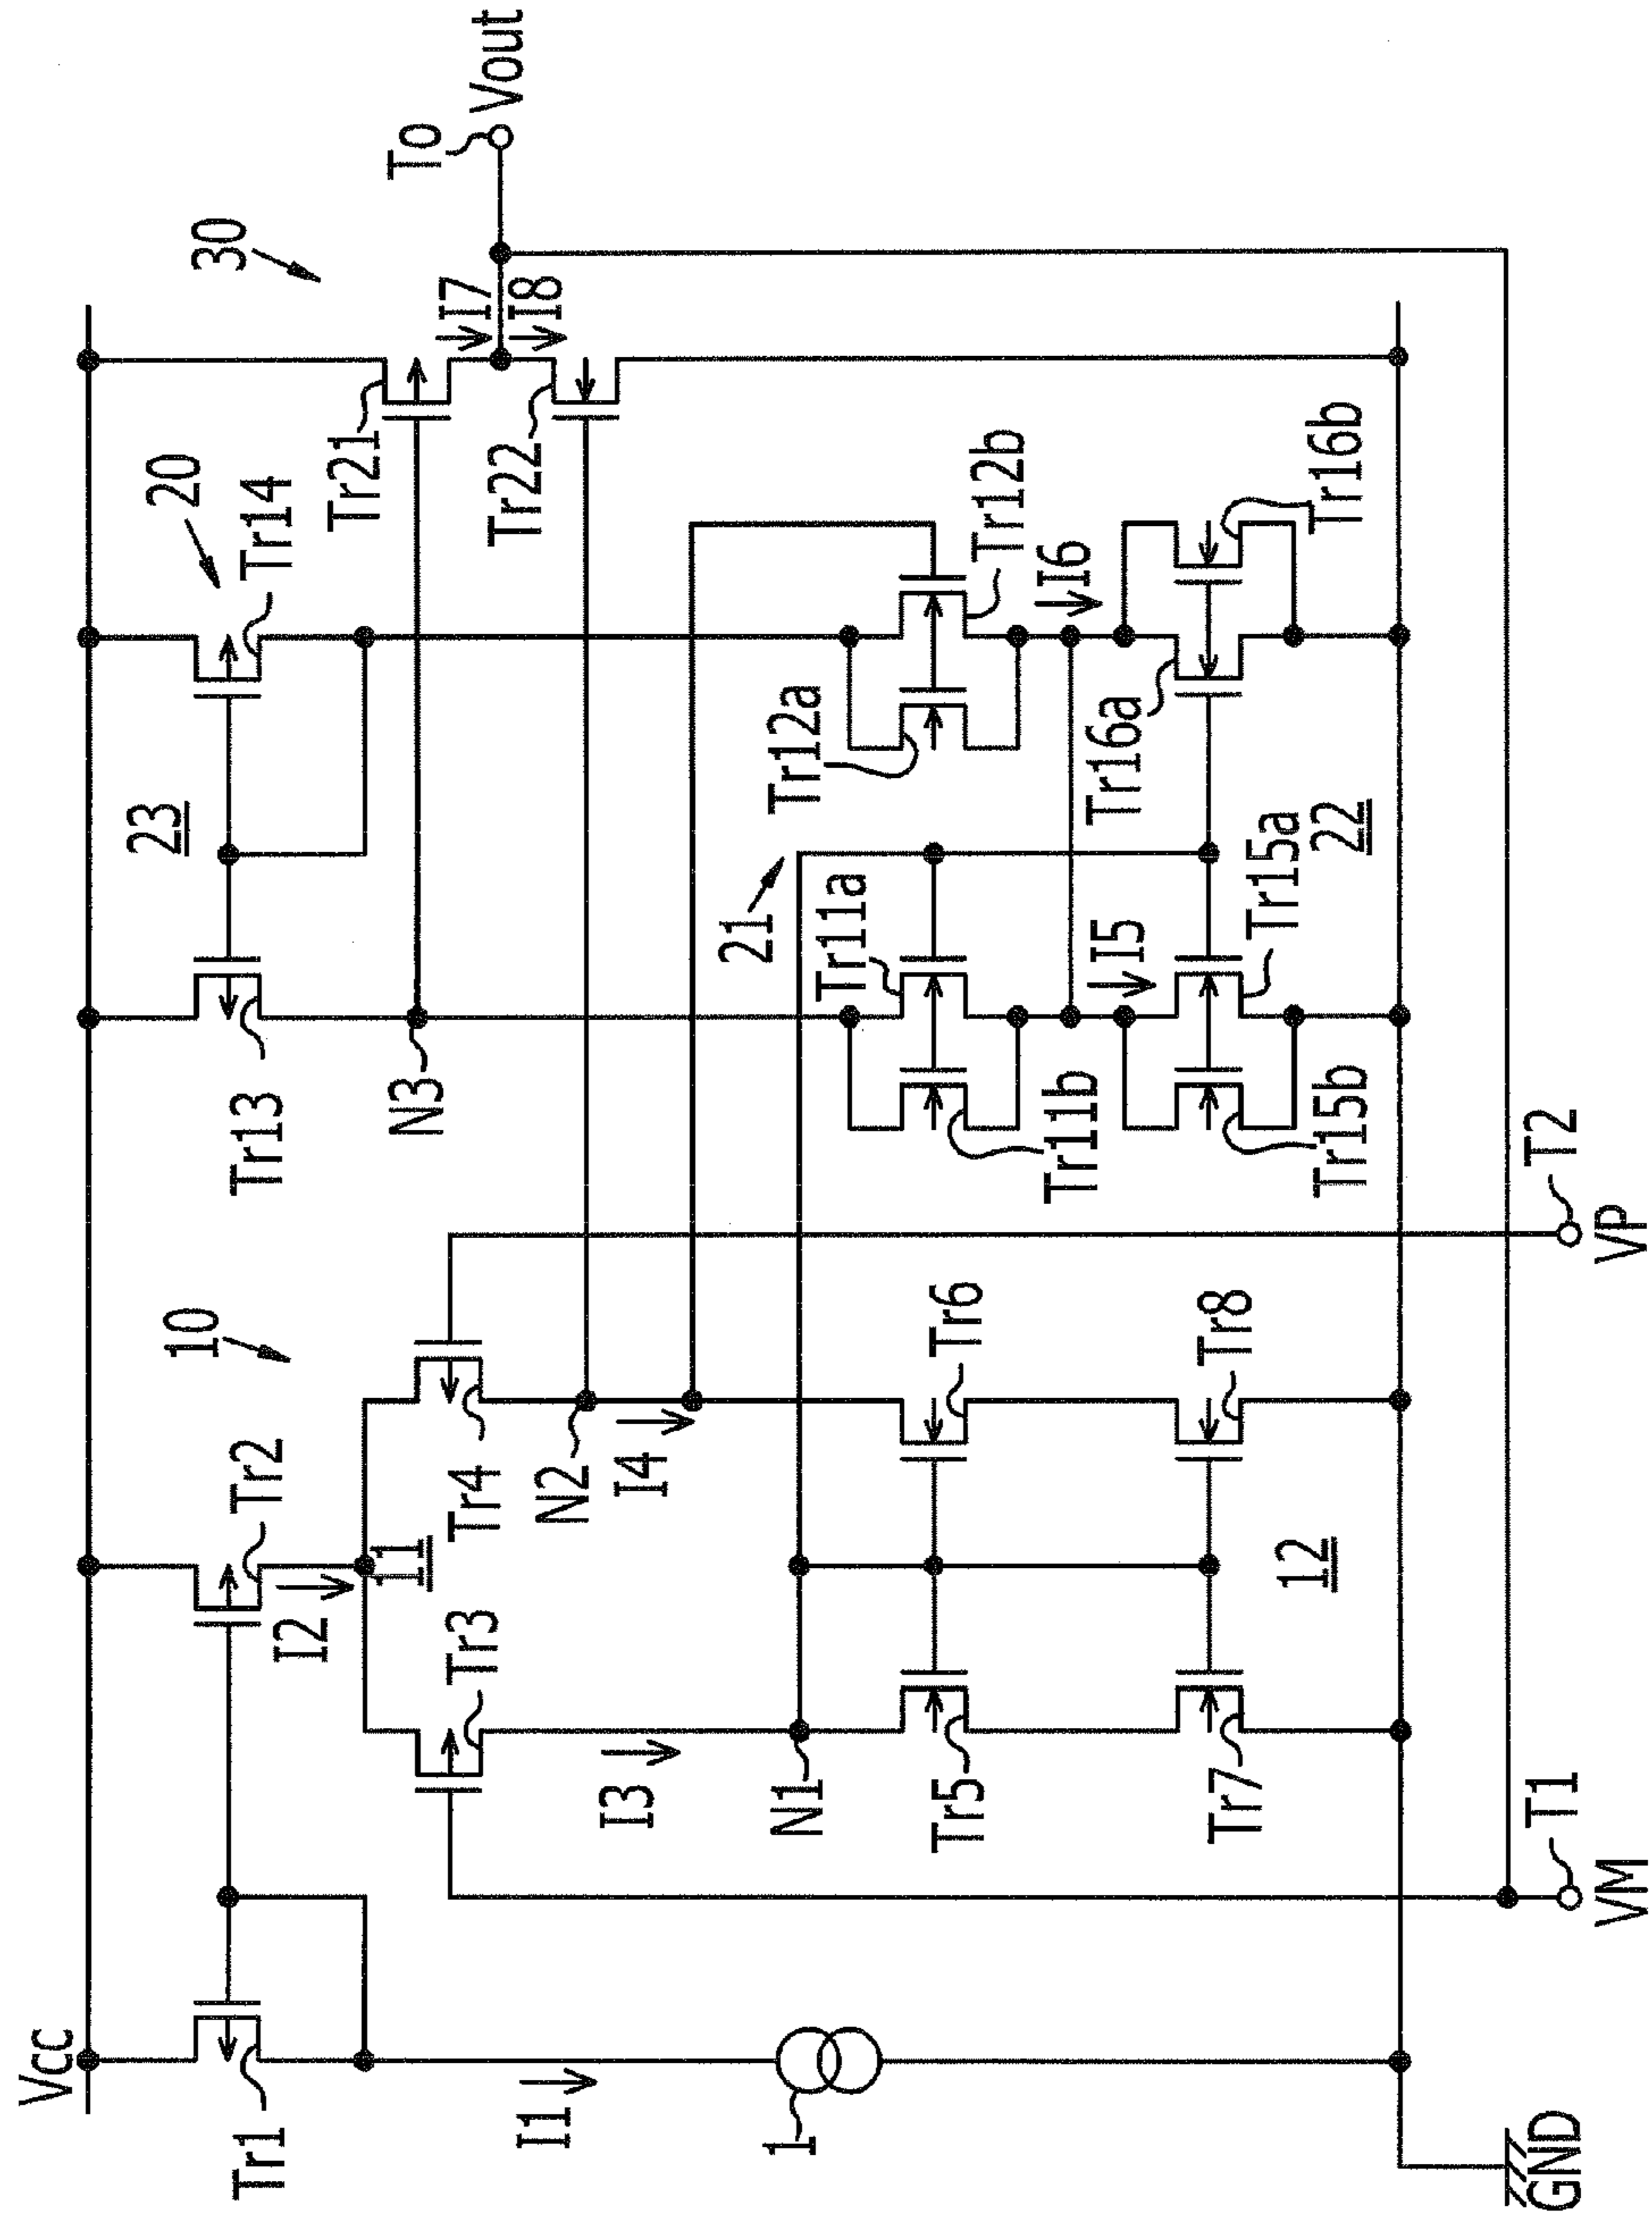 Vcc
Tr1
I1
1
GND
10
Tr2
I2
11
Tr3
Tr4
I3
N2
I4
N1
Tr5
Tr6
Tr7
Tr8
12
VM
T1
VP
T2
20
23
Tr13
Tr14
N3
21
Tr11a
Tr11b
Tr12a
Tr12b
I5
I6
Tr15a
Tr15b
Tr16a
Tr16b
22
30
Tr21
Tr22
I7
I8
To
Vout